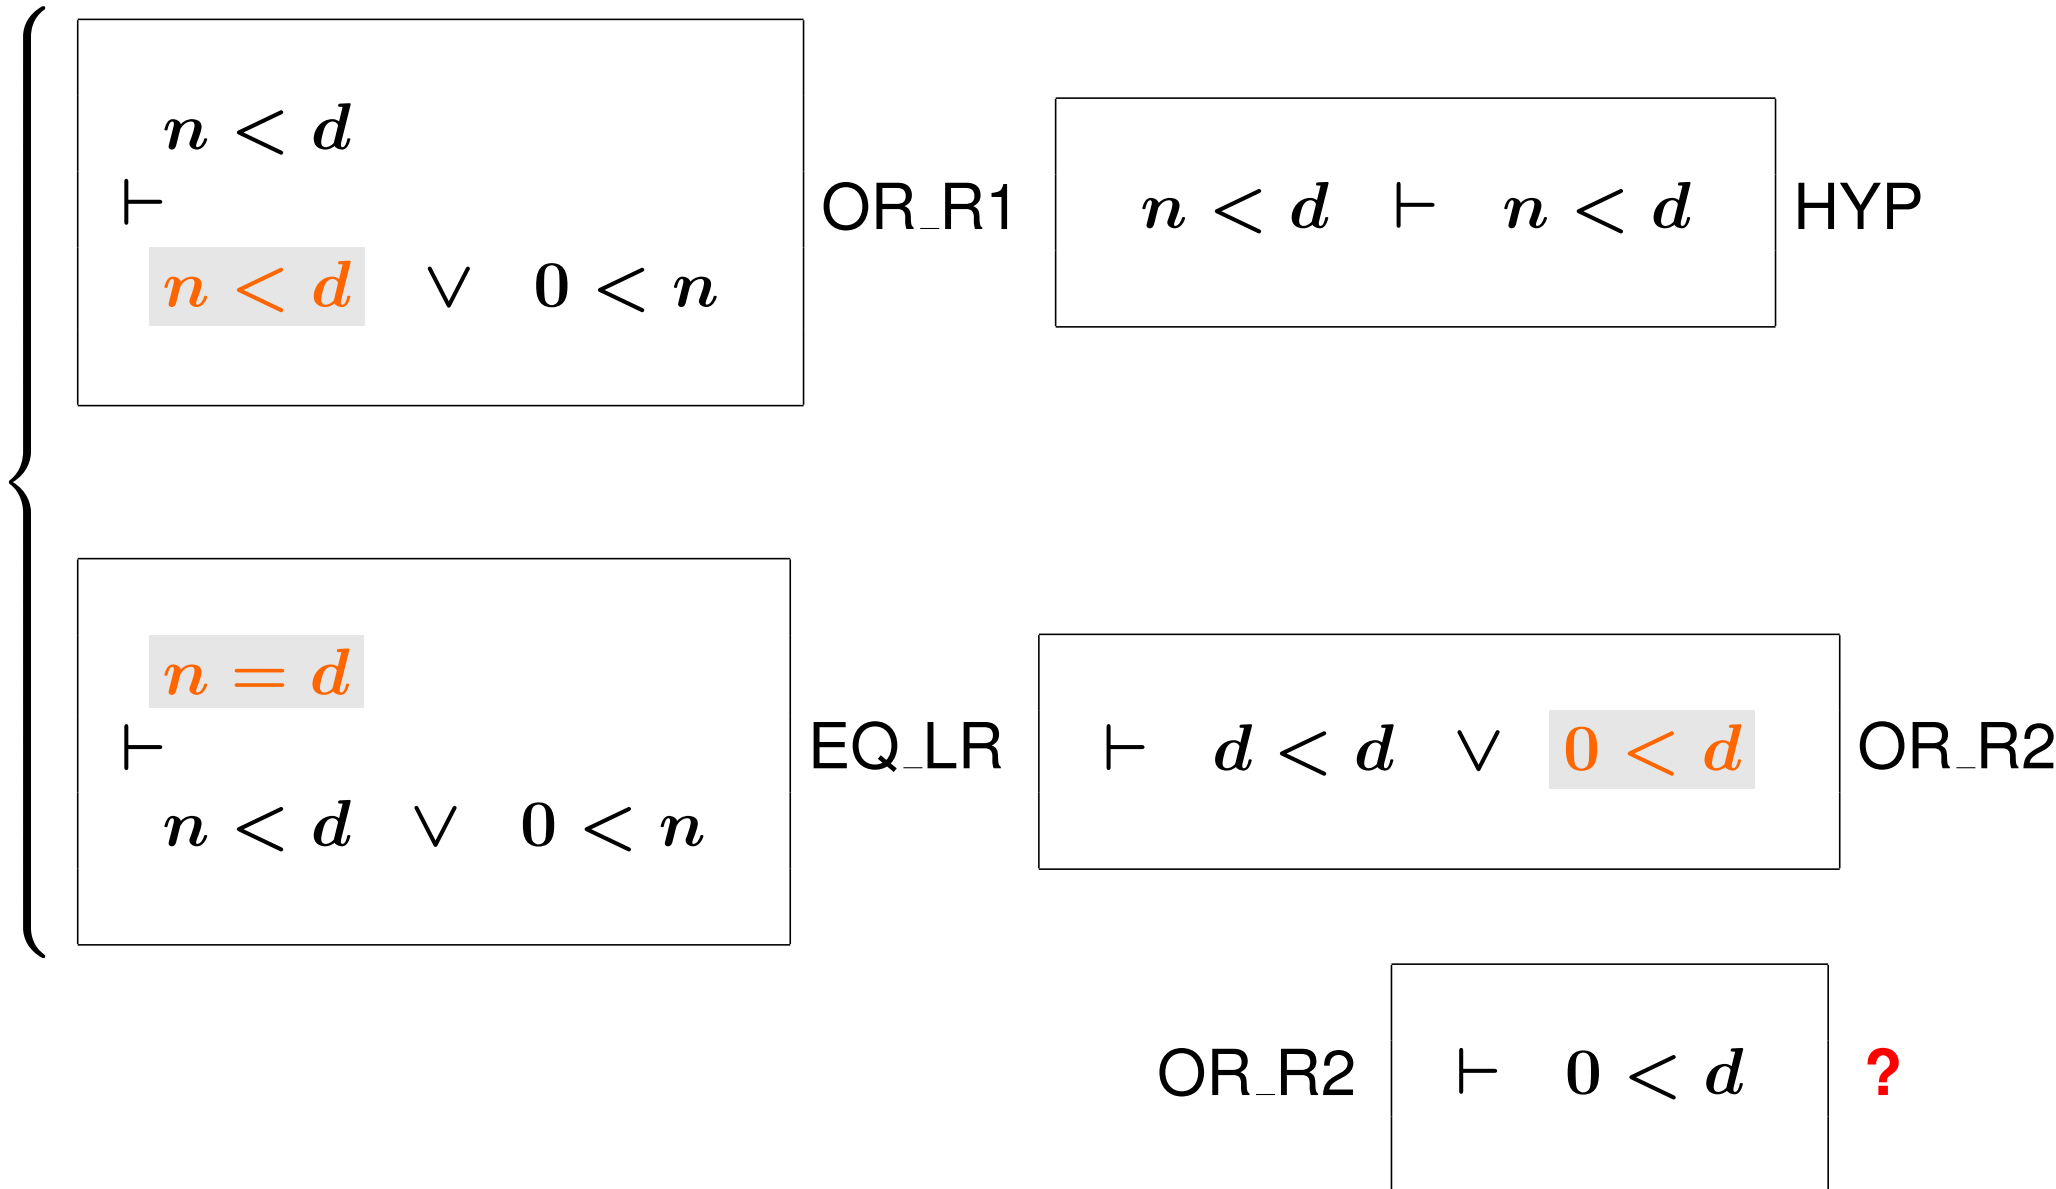 n < d
⊢
n < d ∨ 0 < n
OR_R1
n < d ⊢ n < d
HYP
n = d
⊢
n < d ∨ 0 < n
EQ_LR
⊢ d < d ∨ 0 < d
OR_R2
OR_R2
⊢ 0 < d
?